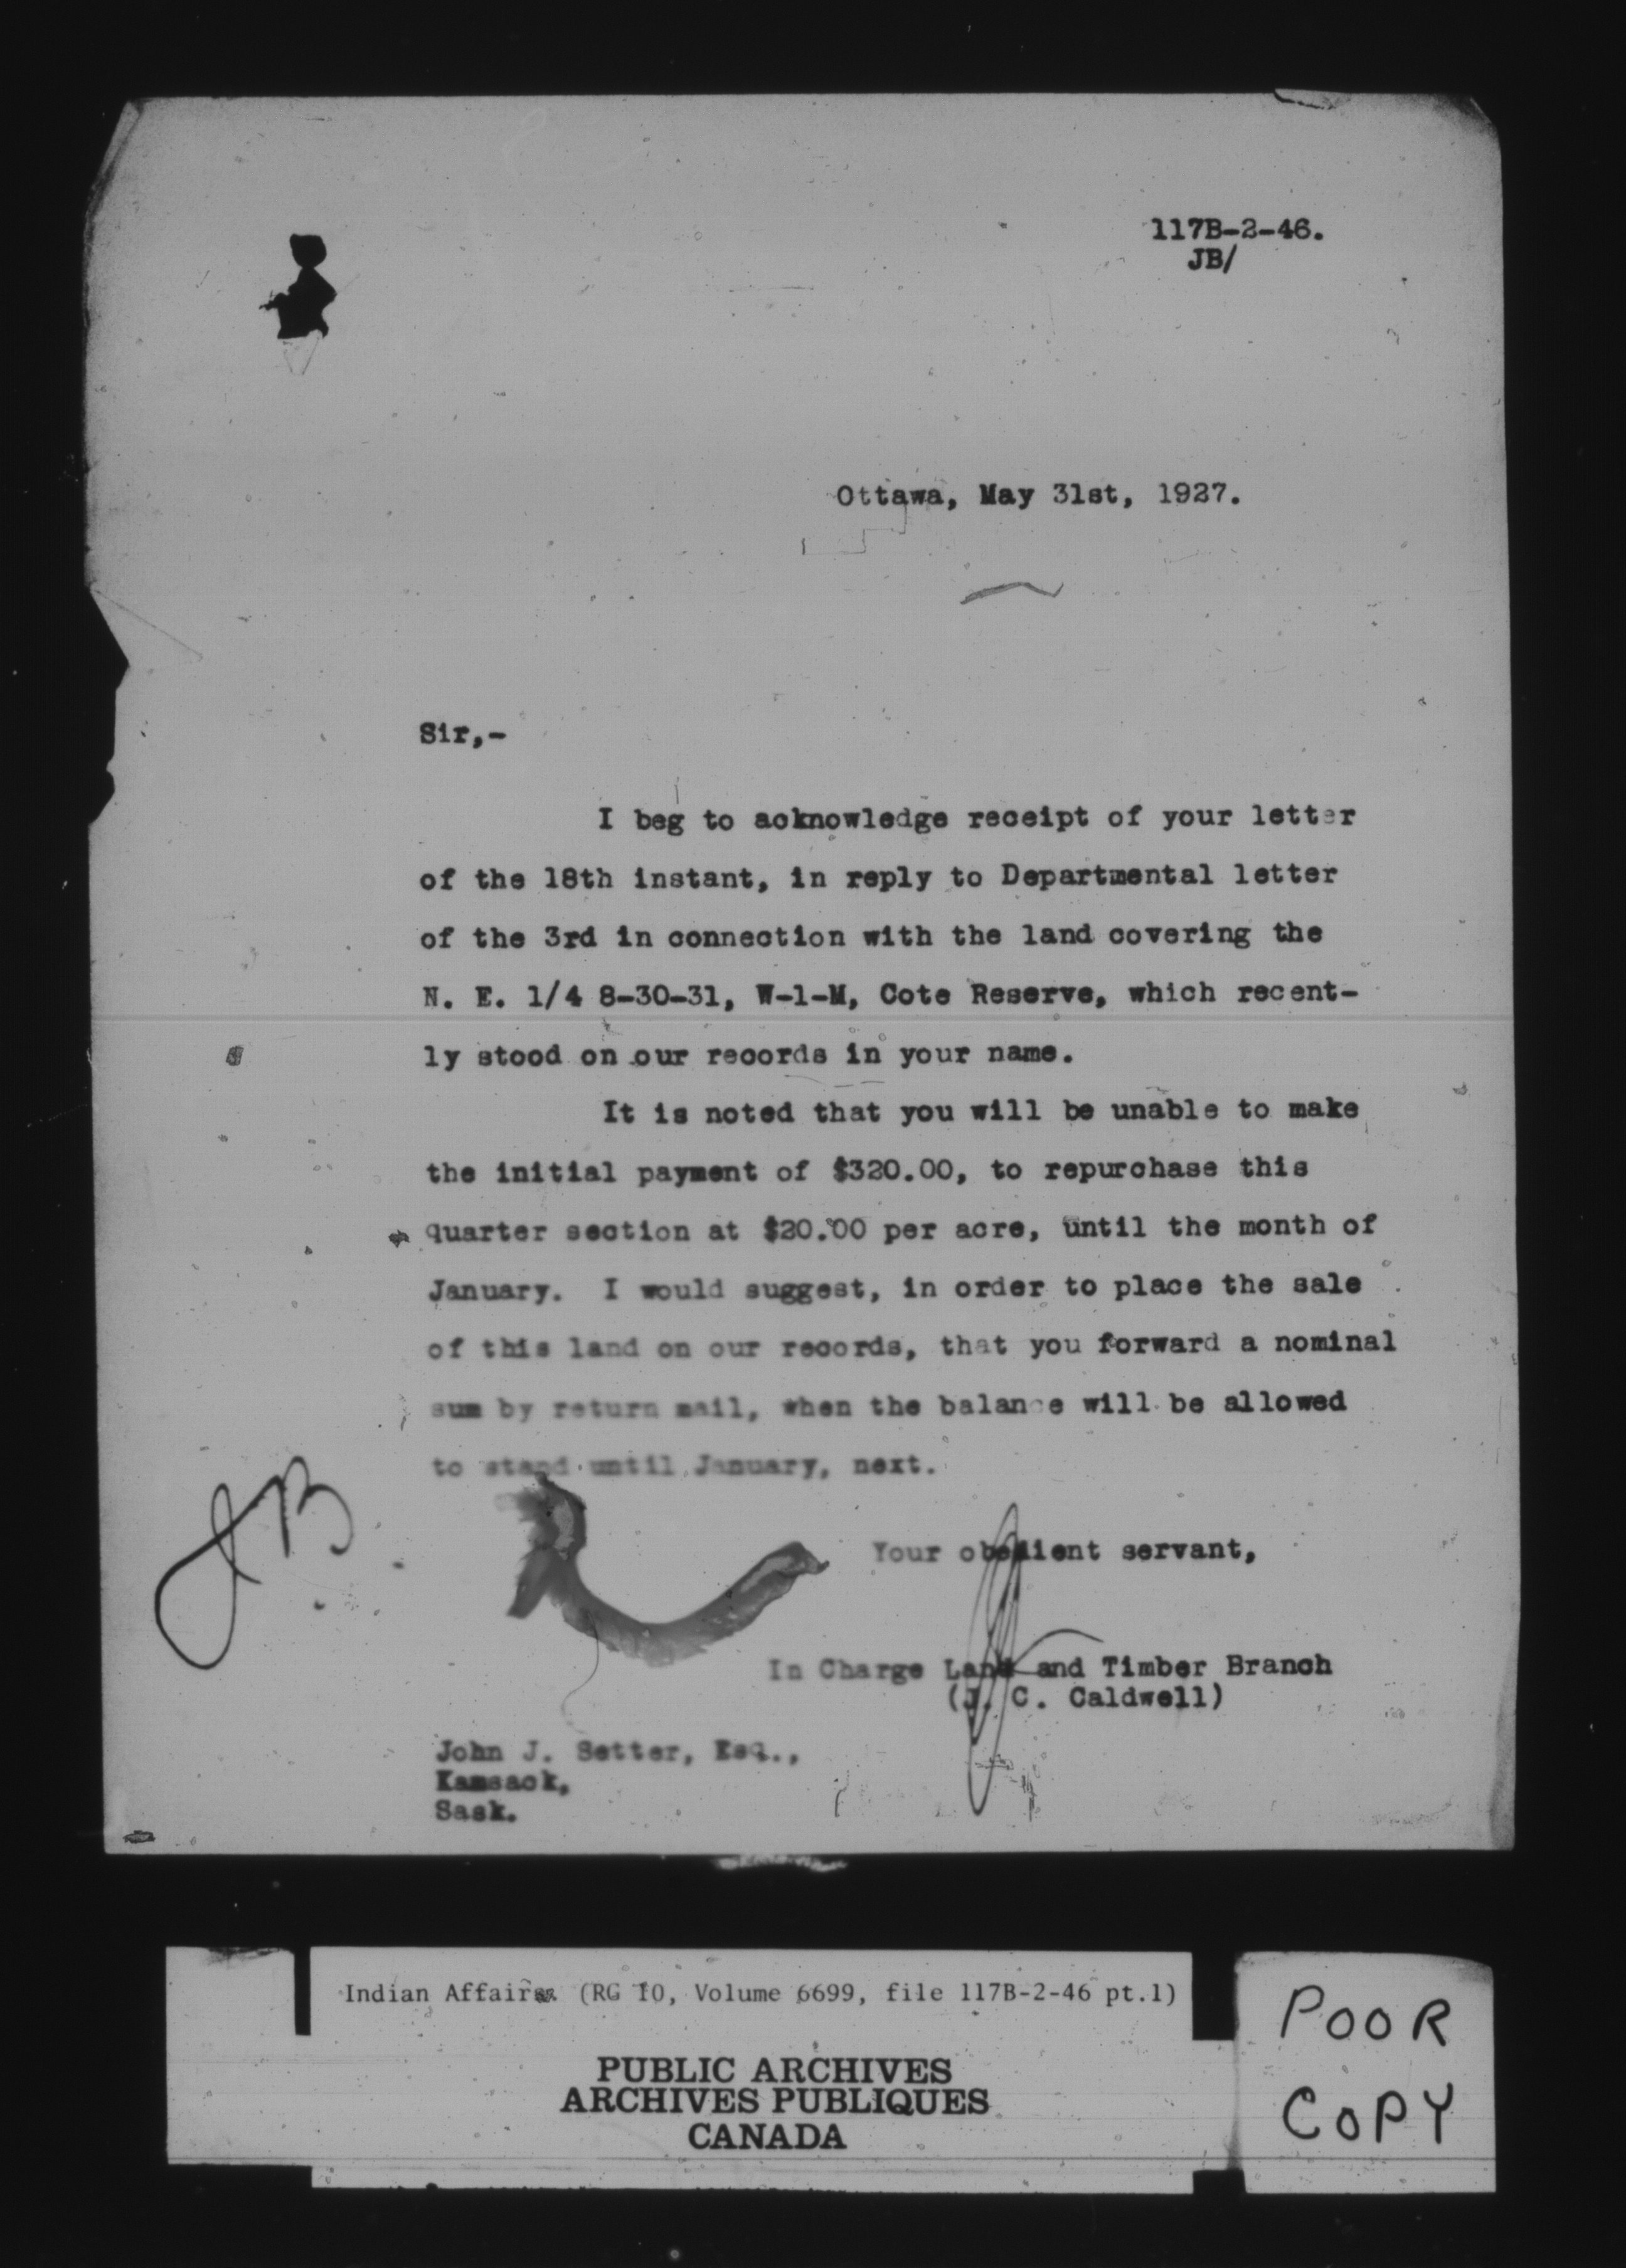 117B-2-46.
JB/
Ottawa, May 31st, 1927.
Sir,-
I beg to acknowledge receipt of your letter
of the 18th instant, in reply to Departmental letter
of the 3rd in connection with the land covering the
N. E. 1/4 8-30-31, W-1-M, Cote Reserve, which recent-
ly stood on our records in your name.
It is noted that you will be unable to make
the initial payment of $320.00, to repurchase this
quarter section at $20.00 per acre, until the month of
January. I would suggest, in order to place the sale
of this land on our records, that you forward a nominal
sum by return mail, when the balance will be allowed
to stand until January, next.
JB
Your obedient servant,
In Charge Land and Timber Branch
(J. C. Caldwell)
John J. Setter, Esq.,
Kamsack,
Sask.
Indian Affairs. (RG 10, Volume 6699, file 117B-2-46 pt.1)
PUBLIC ARCHIVES
ARCHIVES PUBLIQUES
CANADA
POOR
COPY